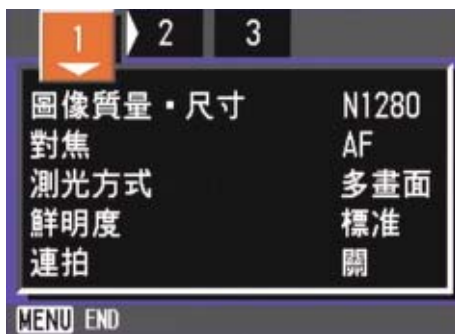 1 2 3
圖像質量・尺寸 N1280
對焦 AF
測光方式 多畫面
鮮明度 標准
連拍 關
MENU END